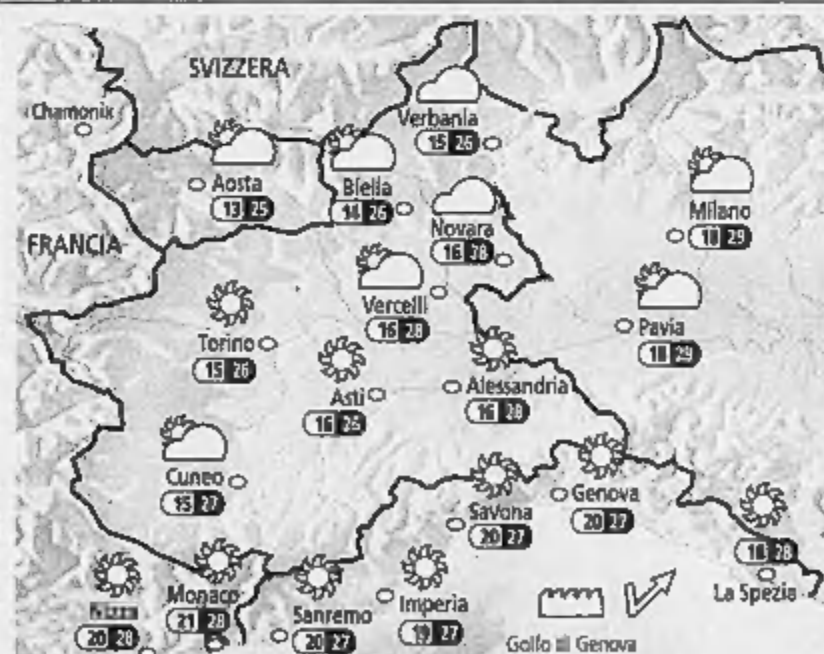 SVIZZERA
Chamonix
Verbania
15 26
Aosta
13 25
Biella
14 26
Novara
16 28
Milano
18 29
FRANCIA
Vercelli
16 28
Pavia
18 29
Torino
15 26
Asti
16 26
Alessandria
16 28
Cuneo
15 27
Savona
20 27
Genova
20 27
18 28
La Spezia
Nizza
20 28
Monaco
21 28
Sanremo
20 27
Imperia
19 27
Golfo di Genova